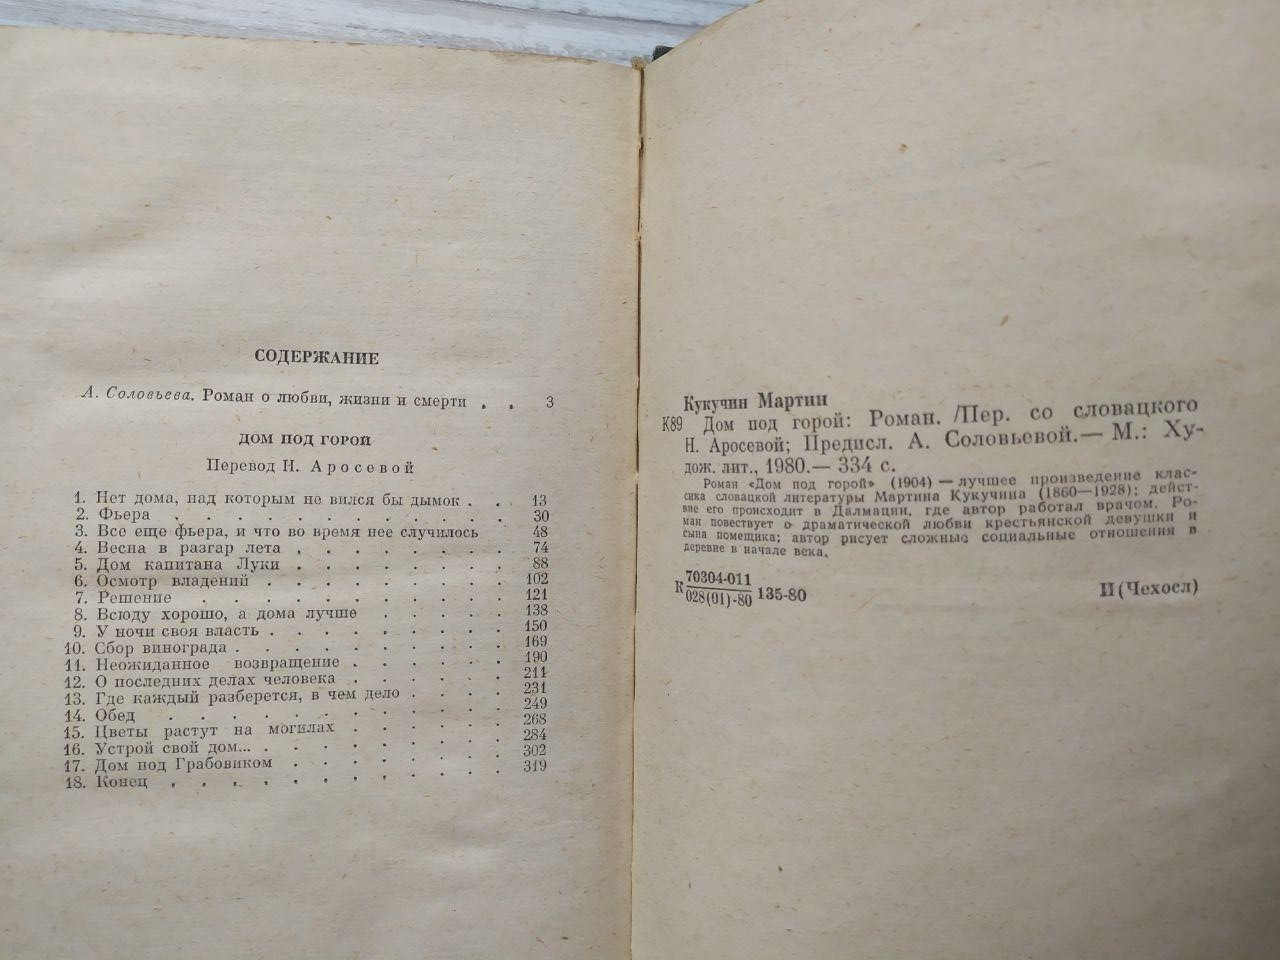 СОДЕРЖАНИЕ
А. Соловьева. Роман о любви, жизни и смерти . . 3
ДОМ ПОД ГОРОЙ
Перевод Н. Аросевой
1. Нет дома, над которым не вился бы дымок . . 13
2. Фьера . . . . . . . . . . . 30
3. Все еще фьера, и что во время нее случилось 48
4. Весна в разгар лета . . . . . . . 74
5. Дом капитана Луки . . . . . . . 88
6. Осмотр владений . . . . . . . . 102
7. Решение . . . . . . . . . . 121
8. Всюду хорошо, а дома лучше . . . . . 138
9. У ночи своя власть . . . . . . . . 150
10. Сбор винограда . . . . . . . . . 169
11. Неожиданное возвращение . . . . . . 190
12. О последних делах человека . . . . . 211
13. Где каждый разберется, в чем дело . . . . 231
14. Обед . . . . . . . . . . . 249
15. Цветы растут на могилах . . . . . . 268
16. Устрой свой дом... . . . . . . . . 284
17. Дом под Грабовиком . . . . . . . 302
18. Конец . . . . . . . . . . . 319
Кукучин Мартин
К89 Дом под горой: Роман. /Пер. со словацкого
Н. Аросевой; Предисл. А. Соловьевой.— М.: Ху-
дож. лит., 1980.— 334 с.
Роман «Дом под горой» (1904) — лучшее произведение клас-
сика словацкой литературы Мартина Кукучина (1860—1928); дейст-
вие его происходит в Далмации, где автор работал врачом. Ро-
ман повествует о драматической любви крестьянской девушки и
сына помещика; автор рисует сложные социальные отношения в
деревне в начале века.
К 70304-011
028(01)-80 135-80 И(Чехосл)